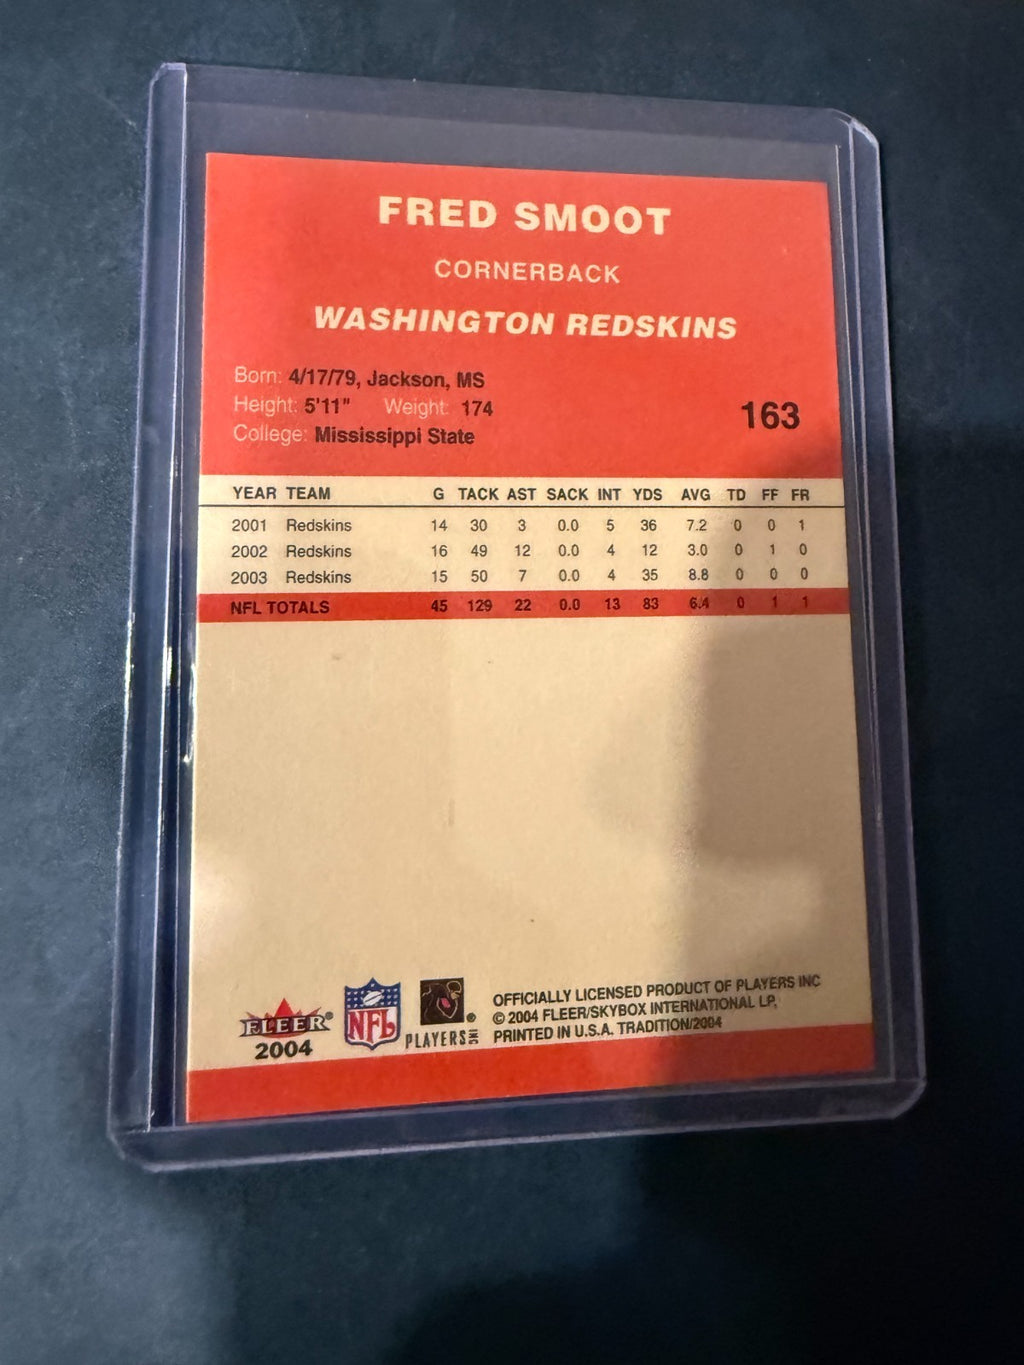 FRED SMOOT
CORNERBACK
WASHINGTON REDSKINS
Born: 4/17/79, Jackson, MS
Height: 5'11" Weight: 174
College: Mississippi State
163
YEAR TEAM G TACK AST SACK INT YDS AVG TD FF FR
2001 Redskins 14 30 3 0.0 5 36 7.2 0 0 1
2002 Redskins 16 49 12 0.0 4 12 3.0 0 1 0
2003 Redskins 15 50 7 0.0 4 35 8.8 0 0 0
NFL TOTALS 45 129 22 0.0 13 83 6.4 0 1 1
FLEER®
2004
NFL
®
PLAYERS INC
OFFICIALLY LICENSED PRODUCT OF PLAYERS INC
© 2004 FLEER/SKYBOX INTERNATIONAL LP,
PRINTED IN U.S.A. TRADITION/2004